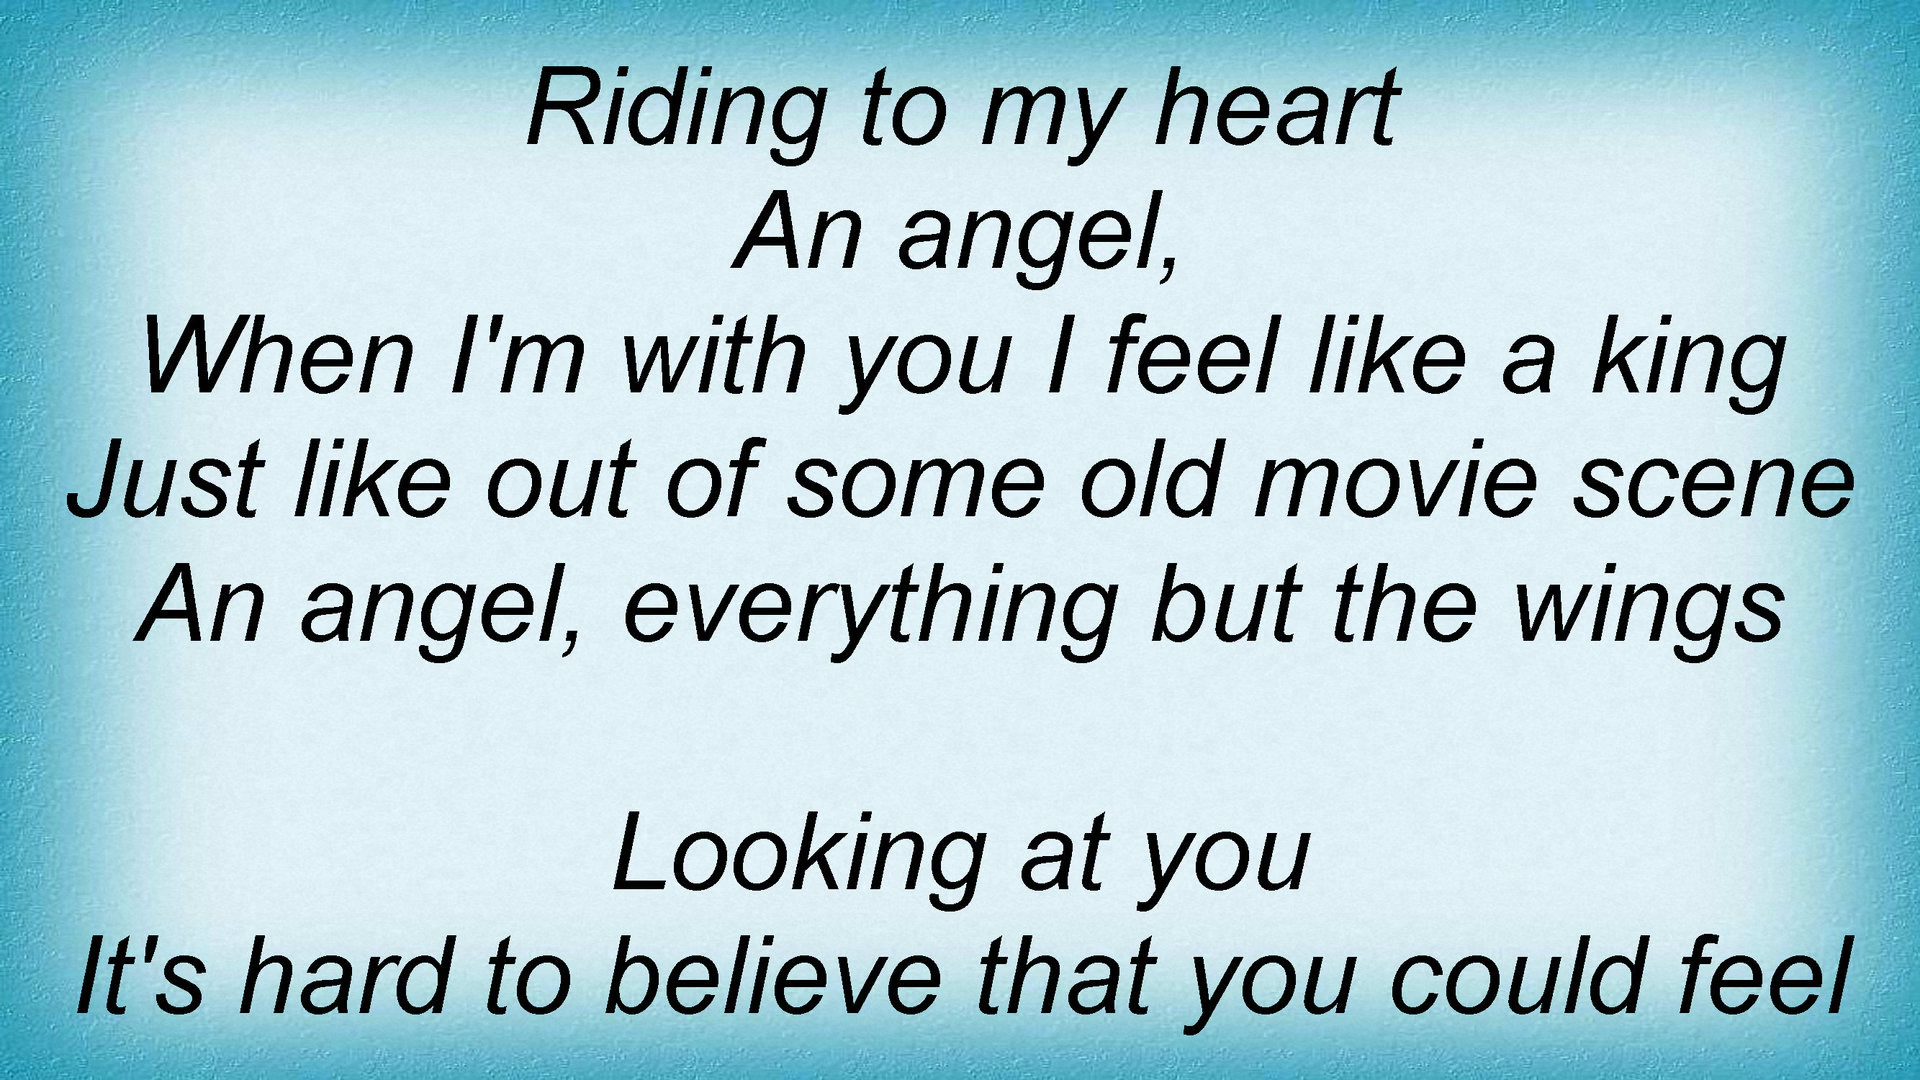 Riding to my heart
An angel,
When I'm with you I feel like a king
Just like out of some old movie scene
An angel, everything but the wings
Looking at you
It's hard to believe that you could feel